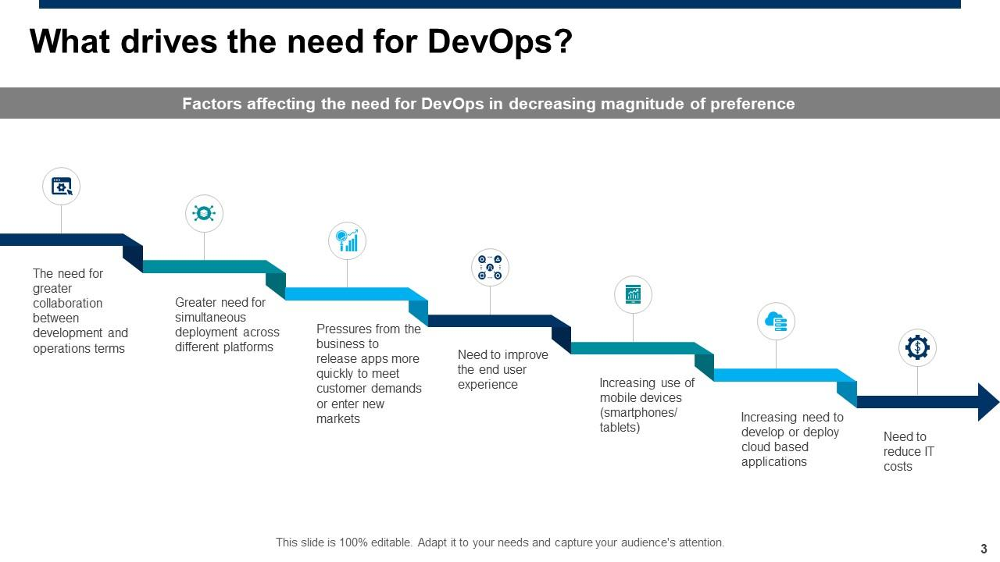 What drives the need for DevOps?
Factors affecting the need for DevOps in decreasing magnitude of preference
The need for
greater
collaboration
between
development and
operations terms
Greater need for
simultaneous
deployment across
different platforms
Pressures from the
business to
release apps more
quickly to meet
customer demands
or enter new
markets
Need to improve
the end user
experience
Increasing use of
mobile devices
(smartphones/
tablets)
Increasing need to
develop or deploy
cloud based
applications
Need to
reduce IT
costs
This slide is 100% editable. Adapt it to your needs and capture your audience's attention.
3